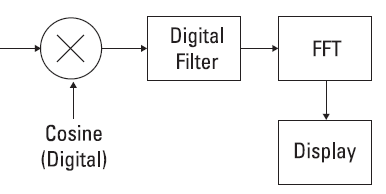 Digital
Filter
FFT
Cosine
(Digital)
Display